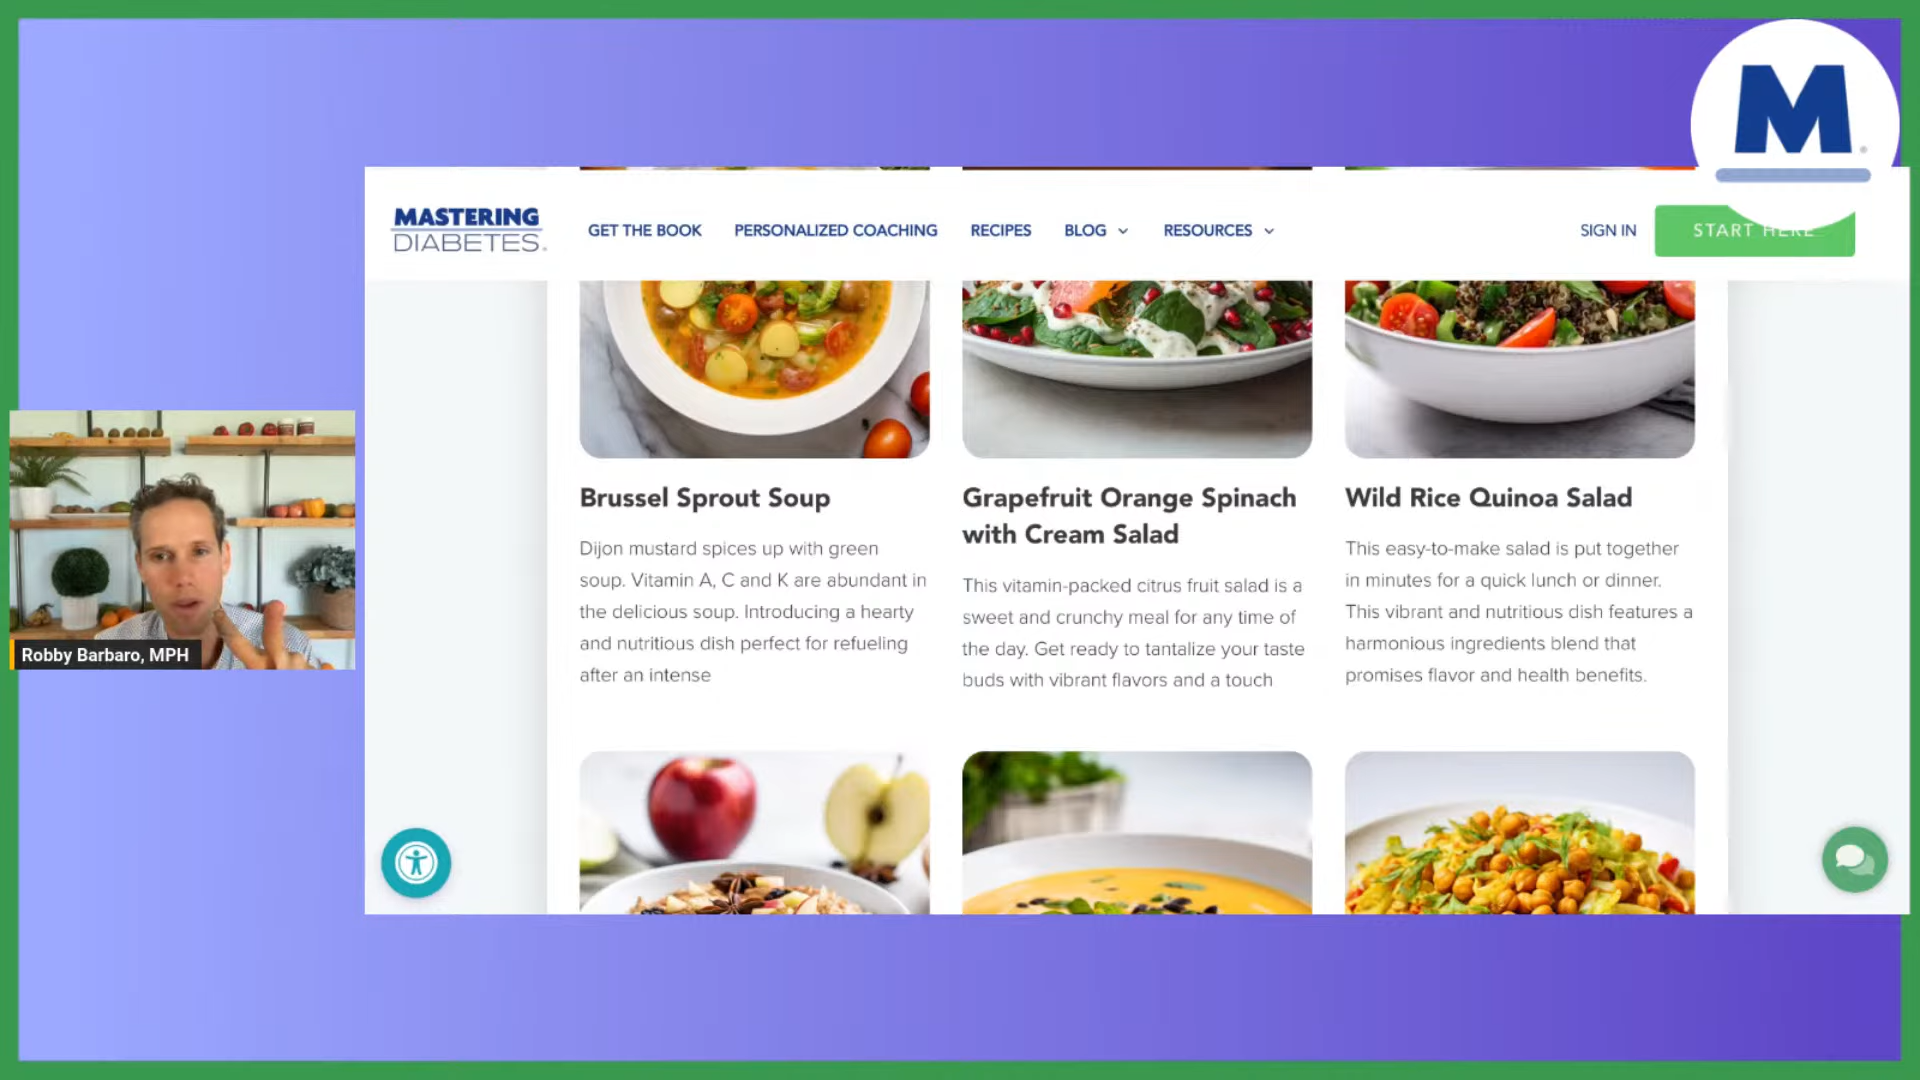 M.
MASTERING
DIABETES.
GET THE BOOK
PERSONALIZED COACHING
RECIPES
BLOG
RESOURCES
SIGN IN
START HERE
Brussel Sprout Soup
Dijon mustard spices up with green
soup. Vitamin A, C and K are abundant in
the delicious soup. Introducing a hearty
and nutritious dish perfect for refueling
after an intense
Grapefruit Orange Spinach
with Cream Salad
This vitamin-packed citrus fruit salad is a
sweet and crunchy meal for any time of
the day. Get ready to tantalize your taste
buds with vibrant flavors and a touch
Wild Rice Quinoa Salad
This easy-to-make salad is put together
in minutes for a quick lunch or dinner.
This vibrant and nutritious dish features a
harmonious ingredients blend that
promises flavor and health benefits.
Robby Barbaro, MPH